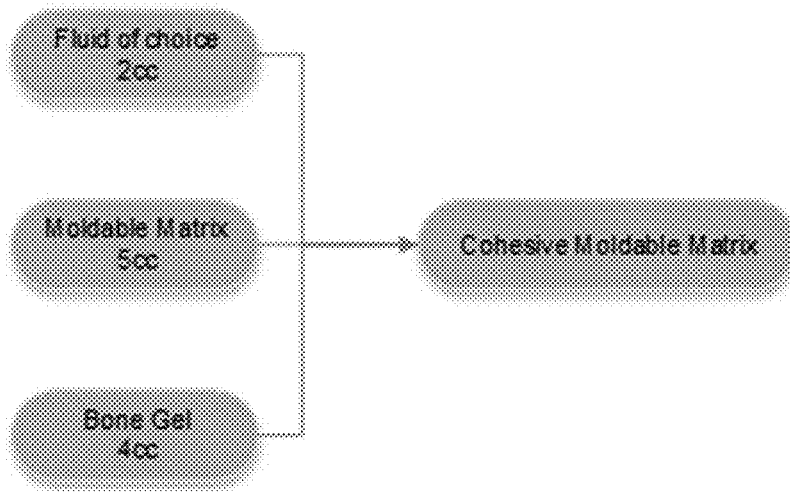 Fluid of choice
2cc
Moldable Matrix
5cc
Cohesive Moldable Matrix
Bone Gel
4cc